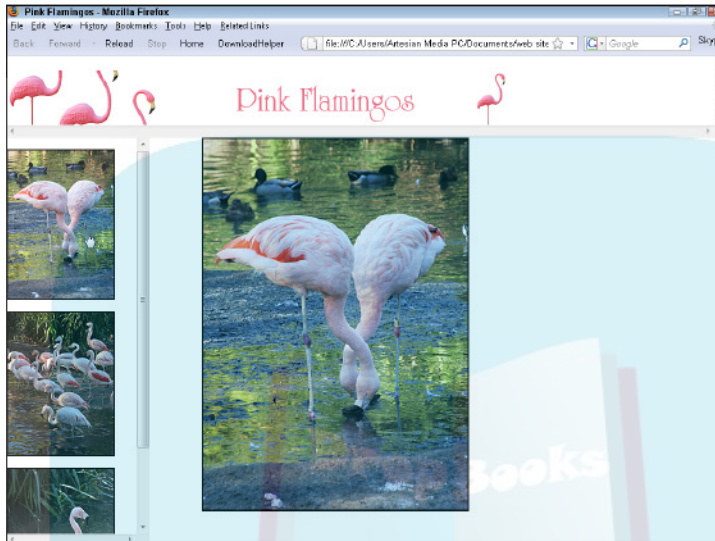 Pink Flamingos - Mozilla Firefox
File Edit View History Bookmarks Tools Help Related Links
Back Forward Reload Stop Home DownloadHelper file:///C:/Users/Artesian Media PC/Documents/web site Google Sky
Pink Flamingos
Books